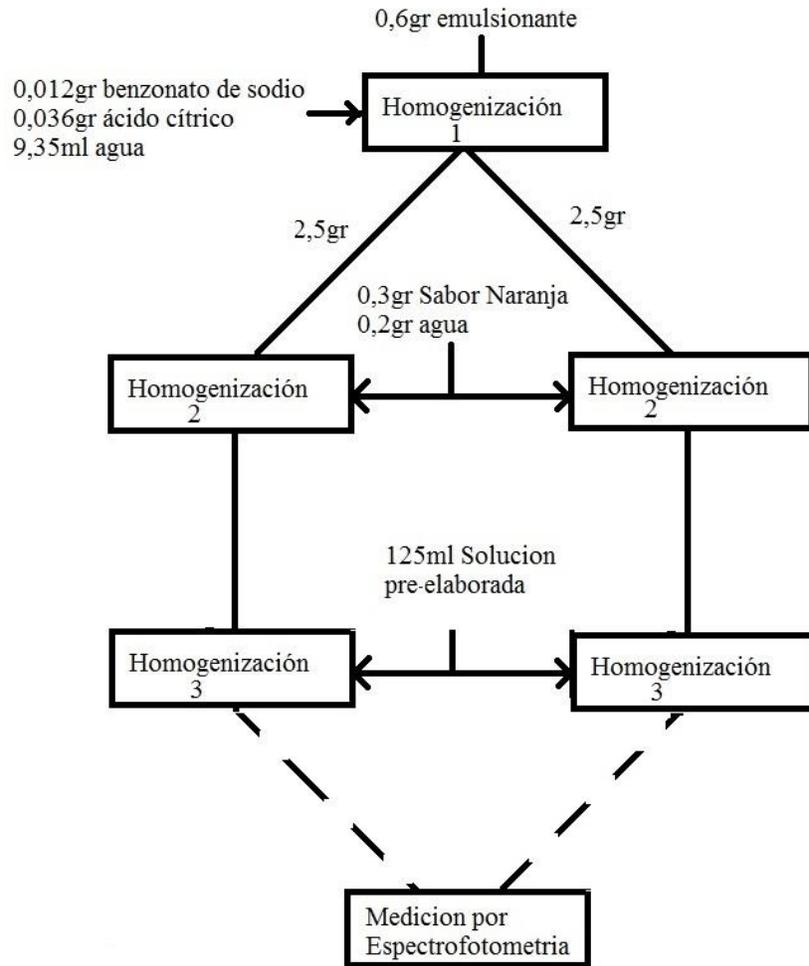 0,6gr emulsionante
0,012gr benzonato de sodio
0,036gr ácido cítrico
9,35ml agua
Homogenización
1
2,5gr
2,5gr
0,3gr Sabor Naranja
0,2gr agua
Homogenización
2
Homogenización
2
125ml Solucion
pre-elaborada
Homogenización
3
Homogenización
3
Medicion por
Espectrofotometria